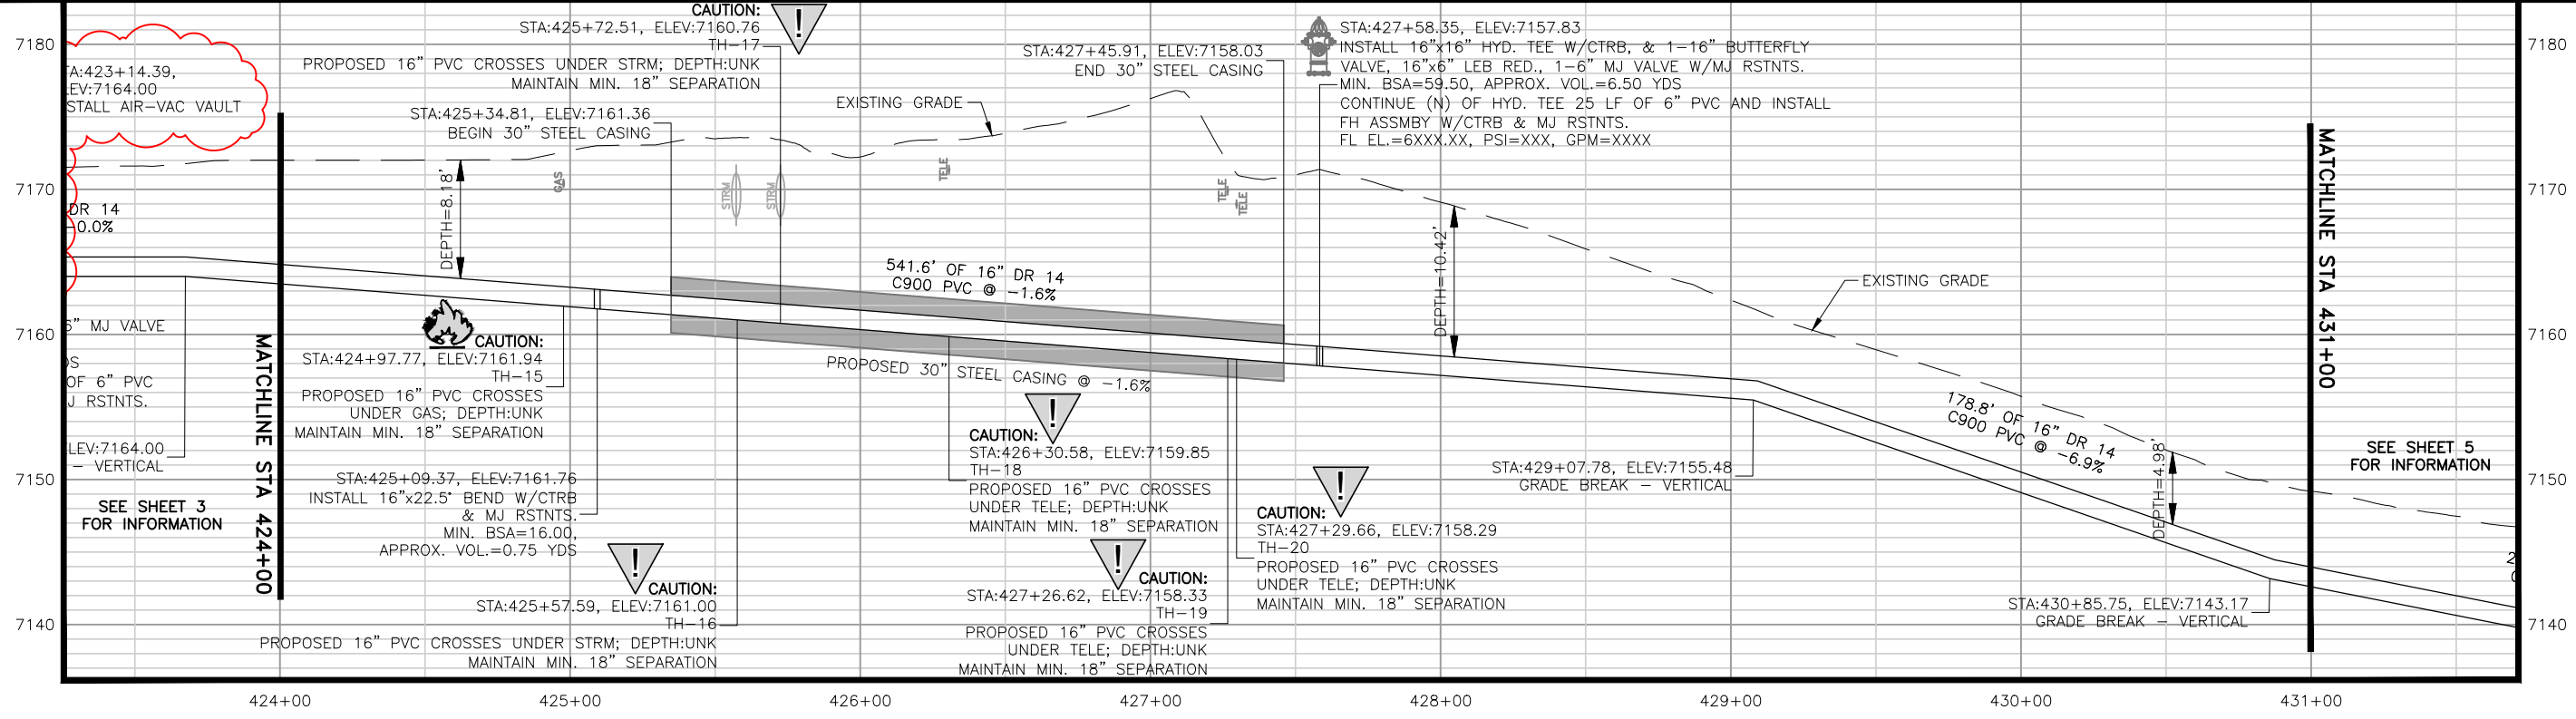 7180
7170
7160
7150
7140
TA:423+14.39,
EV:7164.00
STALL AIR-VAC VAULT
DR 14
-0.0%
6" MJ VALVE
OF 6" PVC
J RSTNTS.
LEV:7164.00
- VERTICAL
SEE SHEET 3
FOR INFORMATION
MATCHLINE STA 424+00
DEPTH=8.18'
CAUTION:
STA:424+97.77, ELEV:7161.94
TH-15
PROPOSED 16" PVC CROSSES
UNDER GAS; DEPTH:UNK
MAINTAIN MIN. 18" SEPARATION
STA:425+09.37, ELEV:7161.76
INSTALL 16"x22.5° BEND W/CTRB
& MJ RSTNTS.
MIN. BSA=16.00,
APPROX. VOL.=0.75 YDS
CAUTION:
STA:425+57.59, ELEV:7161.00
TH-16
PROPOSED 16" PVC CROSSES UNDER STRM; DEPTH:UNK
MAINTAIN MIN. 18" SEPARATION
CAUTION:
STA:425+72.51, ELEV:7160.76
TH-17
PROPOSED 16" PVC CROSSES UNDER STRM; DEPTH:UNK
MAINTAIN MIN. 18" SEPARATION
STA:425+34.81, ELEV:7161.36
BEGIN 30" STEEL CASING
EXISTING GRADE
GAS
STRM
STRM
TELE
TELE
TELE
541.6' OF 16" DR 14
C900 PVC @ -1.6%
PROPOSED 30" STEEL CASING @ -1.6%
STA:427+45.91, ELEV:7158.03
END 30" STEEL CASING
!
!
!
!
!
CAUTION:
STA:426+30.58, ELEV:7159.85
TH-18
PROPOSED 16" PVC CROSSES
UNDER TELE; DEPTH:UNK
MAINTAIN MIN. 18" SEPARATION
CAUTION:
STA:427+26.62, ELEV:7158.33
TH-19
PROPOSED 16" PVC CROSSES
UNDER TELE; DEPTH:UNK
MAINTAIN MIN. 18" SEPARATION
CAUTION:
STA:427+29.66, ELEV:7158.29
TH-20
PROPOSED 16" PVC CROSSES
UNDER TELE; DEPTH:UNK
MAINTAIN MIN. 18" SEPARATION
STA:427+58.35, ELEV:7157.83
INSTALL 16"x16" HYD. TEE W/CTRB, & 1-16" BUTTERFLY
VALVE, 16"x6" LEB RED., 1-6" MJ VALVE W/MJ RSTNTS.
MIN. BSA=59.50, APPROX. VOL.=6.50 YDS
CONTINUE (N) OF HYD. TEE 25 LF OF 6" PVC AND INSTALL
FH ASSMBY W/CTRB & MJ RSTNTS.
FL EL.=6XXX.XX, PSI=XXX, GPM=XXXX
DEPTH=10.42'
EXISTING GRADE
STA:429+07.78, ELEV:7155.48
GRADE BREAK - VERTICAL
178.8' OF 16" DR 14
C900 PVC @ -6.9%
DEPTH=4.98'
STA:430+85.75, ELEV:7143.17
GRADE BREAK - VERTICAL
MATCHLINE STA 431+00
SEE SHEET 5
FOR INFORMATION
7180
7170
7160
7150
7140
424+00
425+00
426+00
427+00
428+00
429+00
430+00
431+00